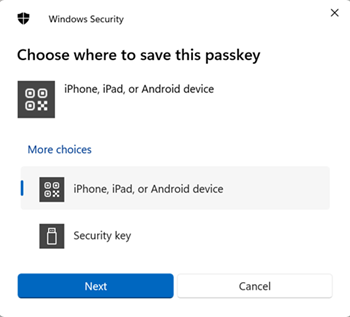 Windows Security
Choose where to save this passkey
iPhone, iPad, or Android device
More choices
iPhone, iPad, or Android device
Security key
Next Cancel